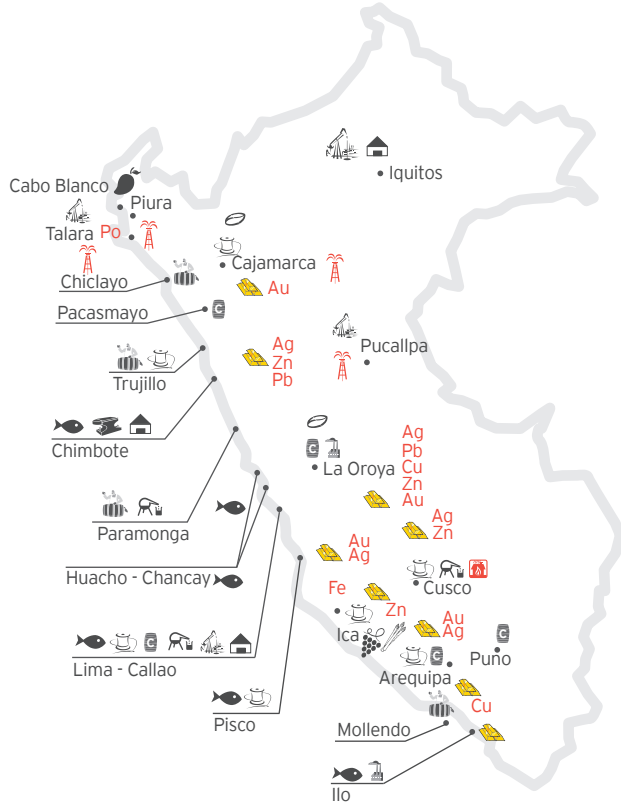 Iquitos
Cabo Blanco
Piura
Talara
Po
Cajamarca
Chiclayo
Au
Pacasmayo
C
Pucallpa
Ag
Zn
Pb
Trujillo
Chimbote
C
La Oroya
Ag
Pb
Cu
Zn
Au
Ag
Zn
Paramonga
Au
Ag
Huacho - Chancay
Cusco
Fe
Zn
Ica
Au
Ag
C
Lima - Callao
C
Puno
C
Arequipa
Pisco
Cu
Mollendo
Ilo